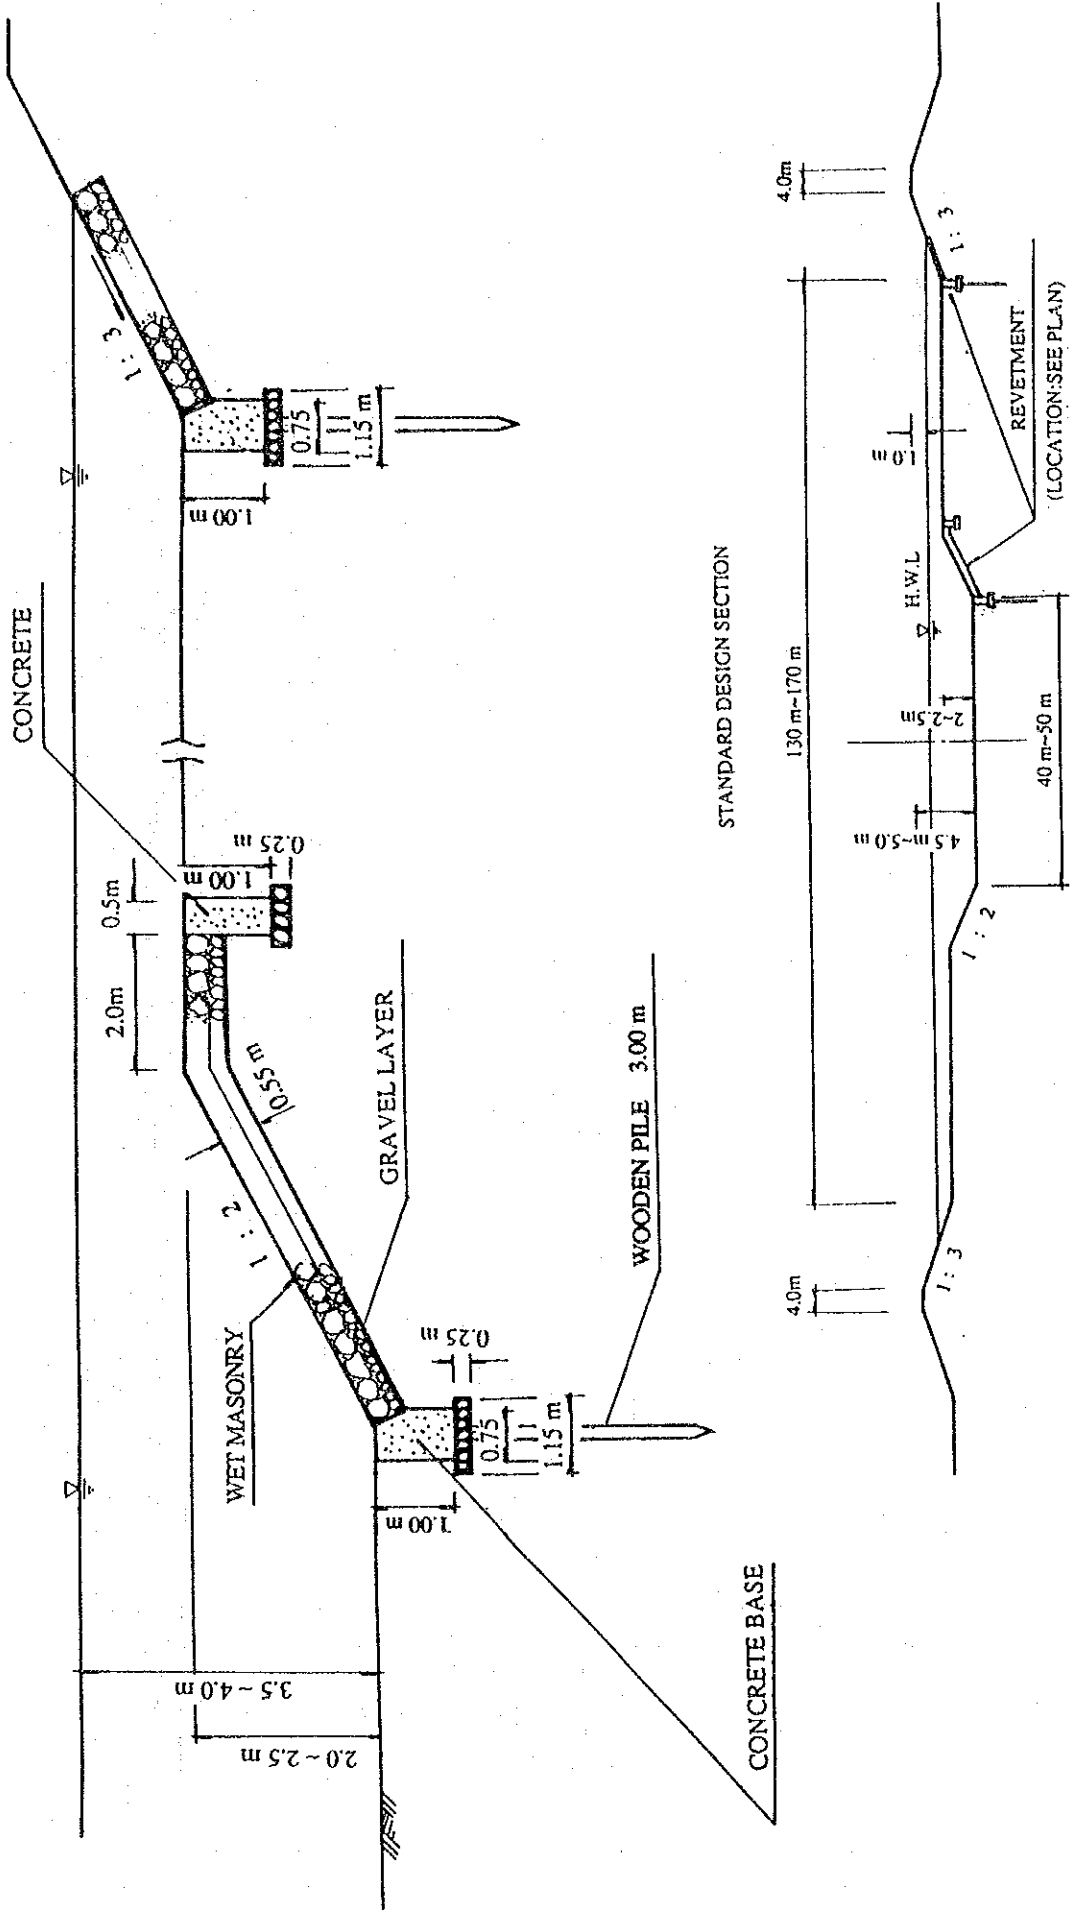 CONCRETE
2.0m
0.5m
1.00 m
0.25 m
1 : 3
1.00 m
0.75
1.15 m
0.55 m
1 : 2
WET MASONRY
GRAVEL LAYER
WOODEN PILE 3.00 m
0.25 m
0.75
1.15 m
1.00 m
3.5 ~ 4.0 m
2.0 ~ 2.5 m
CONCRETE BASE
STANDARD DESIGN SECTION
130 m~170 m
4.0m
4.0m
1 : 3
1 : 3
1 : 2
H.W.L
1.0 m
2~2.5m
4.5 m~5.0m
40 m~50 m
REVETMENT
(LOCATION:SEE PLAN)